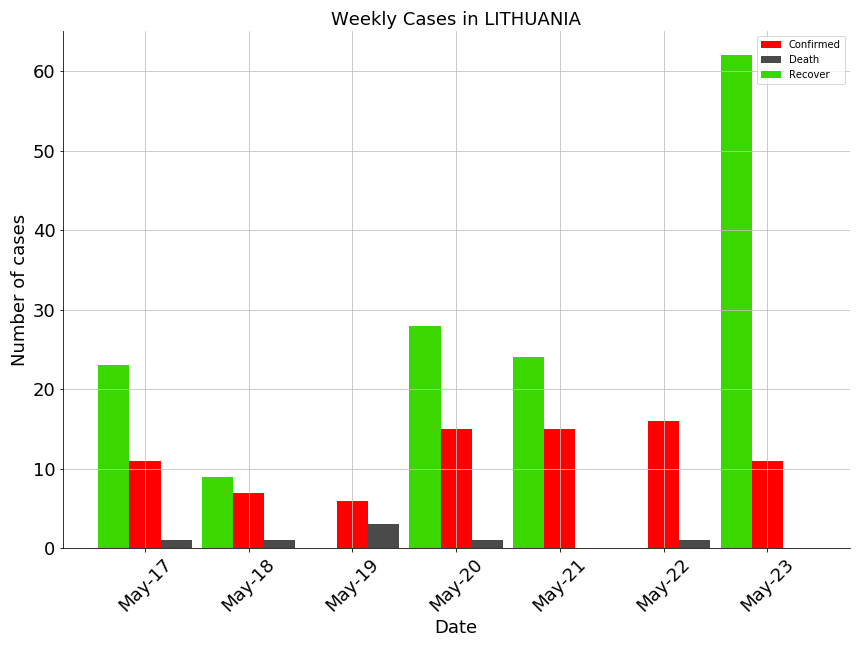 Weekly Cases in LITHUANIA
Confirmed
Death
Recover
Number of cases
60
50
40
30
20
10
0
May-17
May-18
May-19
May-20
May-21
May-22
May-23
Date